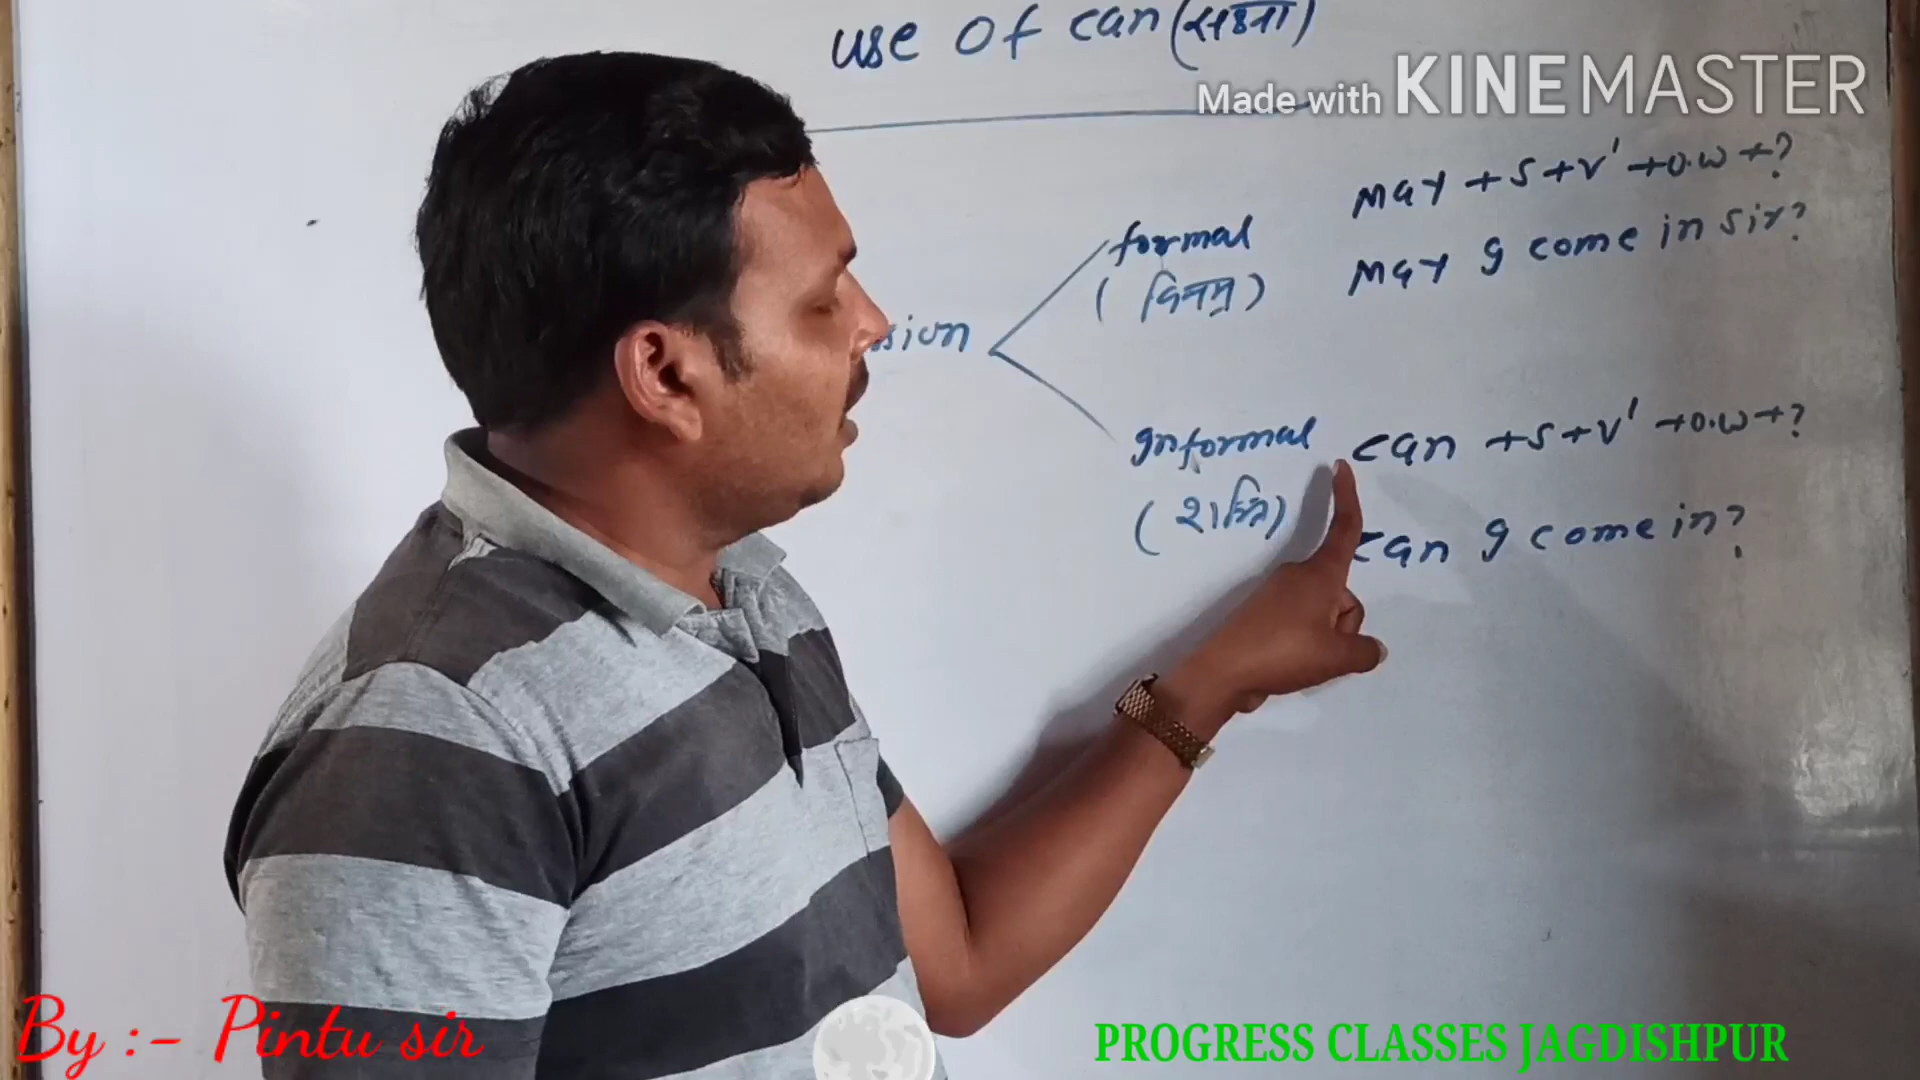 use of can (सकना)
Made with KINEMASTER
May + S + V' + O.W + ?
formal
May I come in sir?
(विनम्र)
ssion
Informal
Can + S + V' + O.W + ?
Can I come in?
By :- Pintu sir
PROGRESS CLASSES JAGDISHPUR